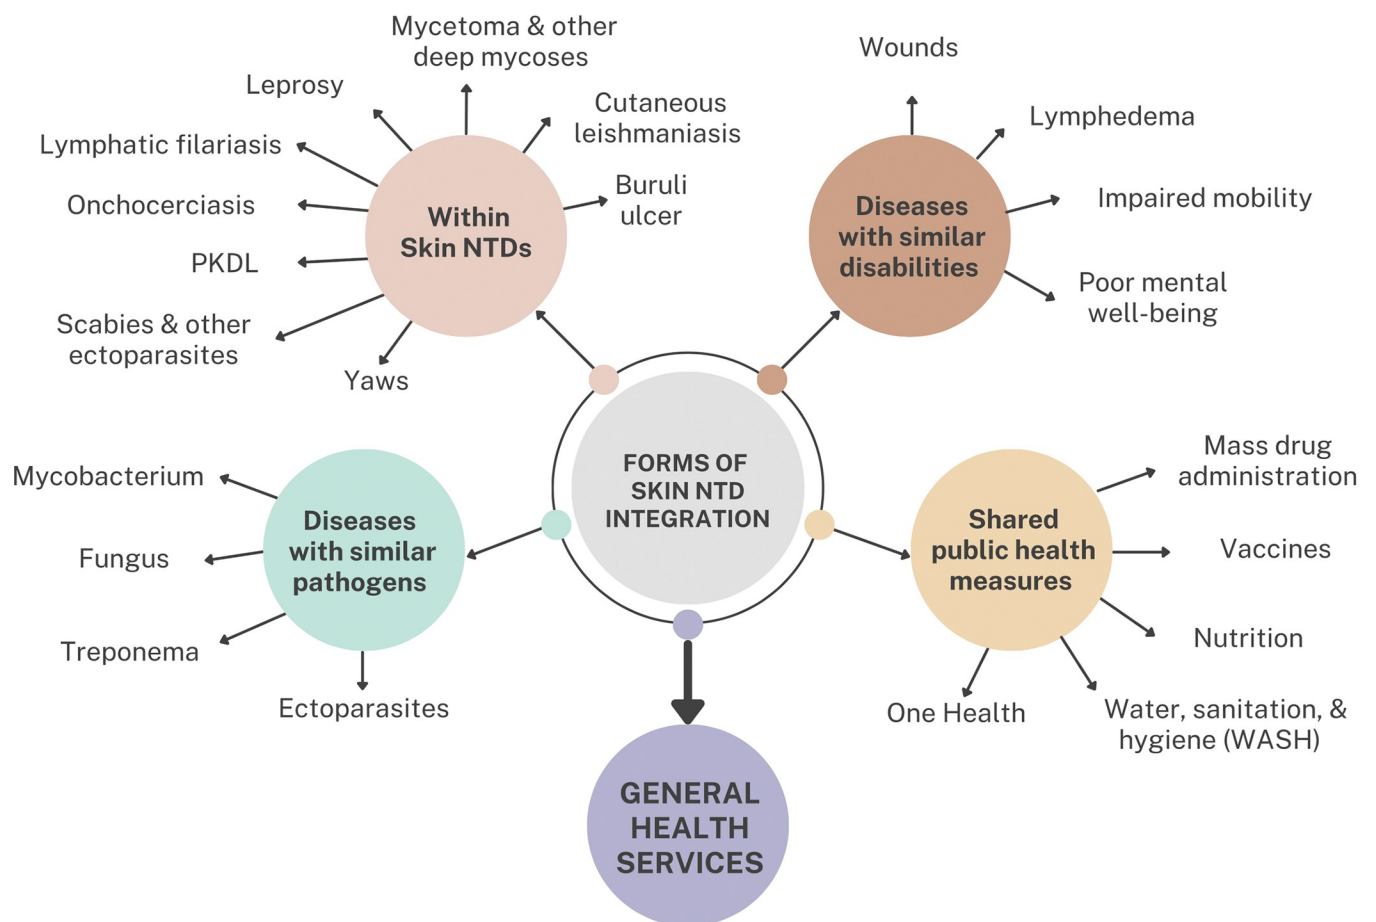 Mycetoma & other
deep mycoses
Leprosy
Cutaneous
leishmaniasis
Lymphatic filariasis
Buruli
ulcer
Onchocerciasis
Within
Skin NTDs
PKDL
Scabies & other
ectoparasites
Yaws
Wounds
Lymphedema
Impaired mobility
Diseases
with similar
disabilities
Poor mental
well-being
FORMS OF
SKIN NTD
INTEGRATION
Mycobacterium
Diseases
with similar
pathogens
Fungus
Treponema
Ectoparasites
Mass drug
administration
Shared
public health
measures
Vaccines
Nutrition
One Health
Water, sanitation, &
hygiene (WASH)
GENERAL
HEALTH
SERVICES